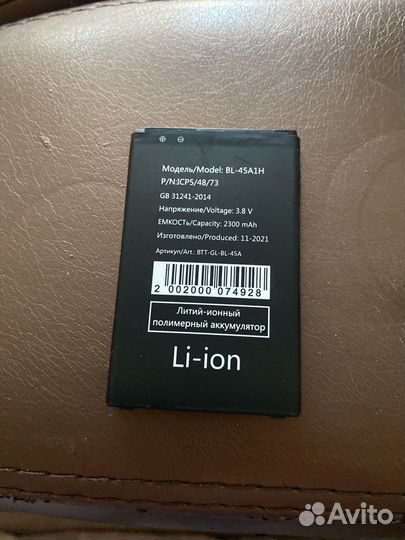 Модель/Model: BL-45A1H
P/N:ICP5/48/73
GB 31241-2014
Напряжение/Voltage: 3.8 V
ЕМКОСТЬ/Capacity: 2300 mAh
Изготовлено/Produced: 11-2021
Артикул/Art.: BTT-GL-BL-45A
2 002000 074928
Литий-ионный
полимерный аккумулятор
Li-ion
Avito